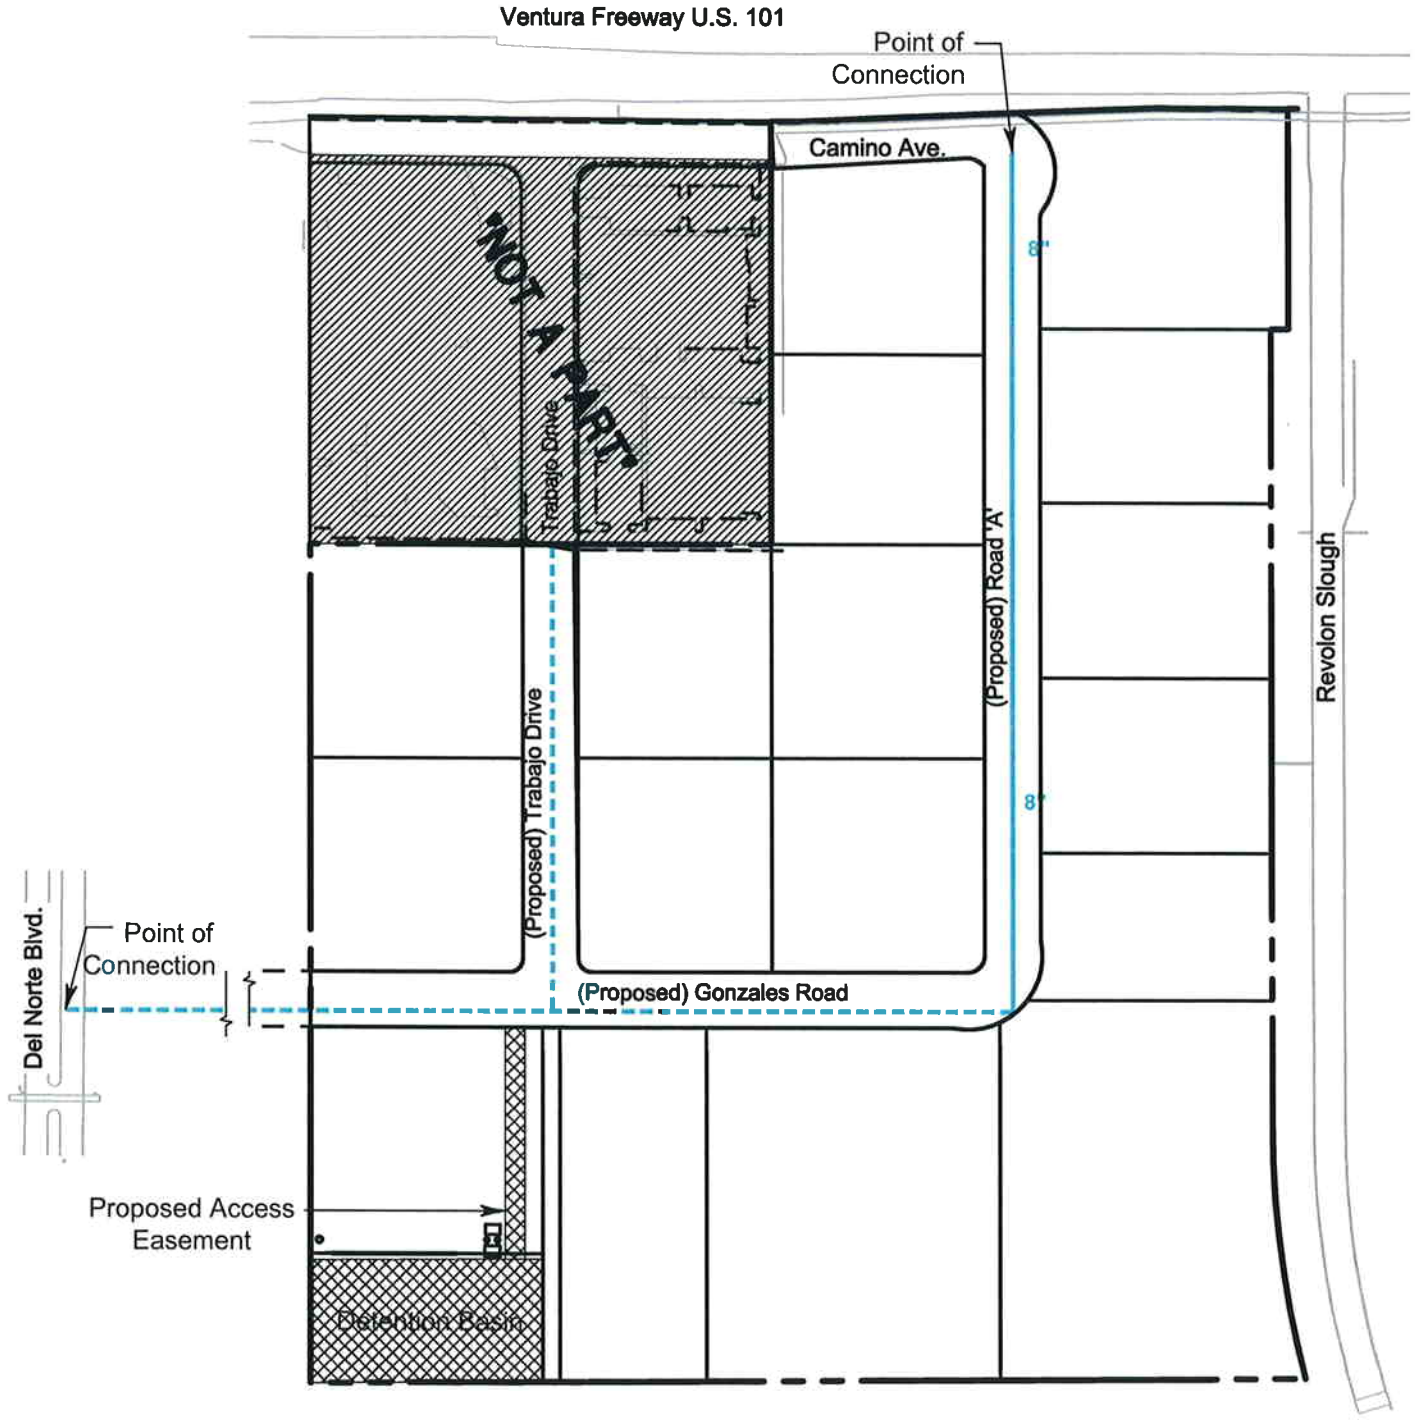 Ventura Freeway U.S. 101
Point of
Connection
Camino Ave.
8"
"NOT A PART"
Trabajo Drive
(Proposed) Road 'A'
Revolon Slough
(Proposed) Trabajo Drive
8"
Del Norte Blvd.
Point of
Connection
(Proposed) Gonzales Road
Proposed Access
Easement
Detention Basin